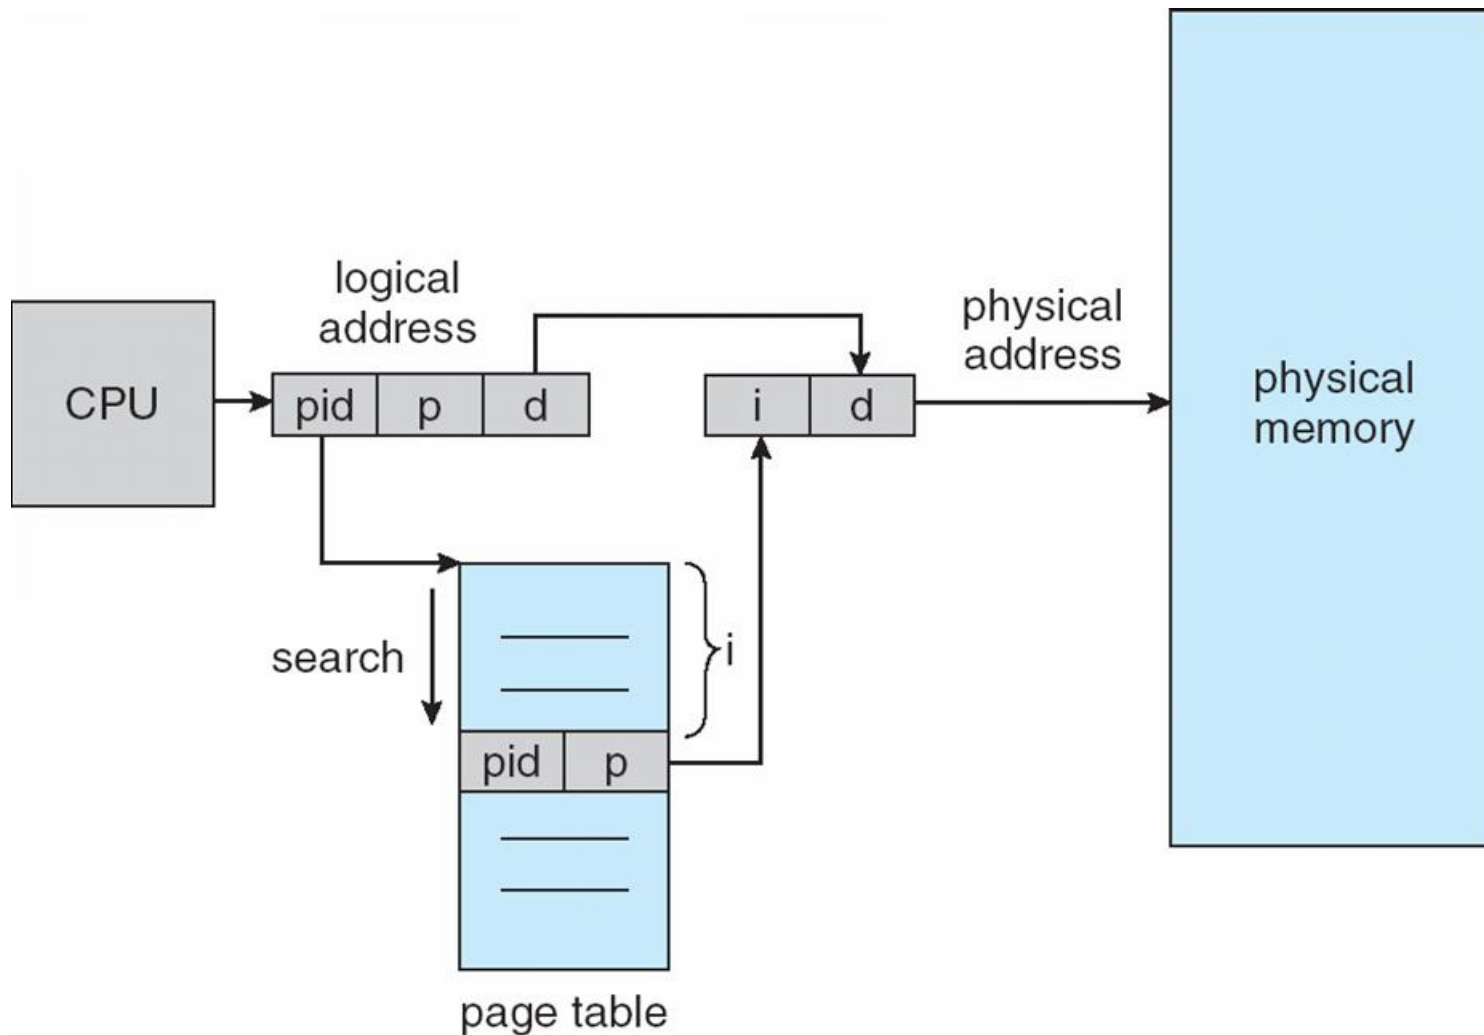 logical
address
physical
address
CPU
pid p d
i d
physical
memory
search
i
pid p
page table